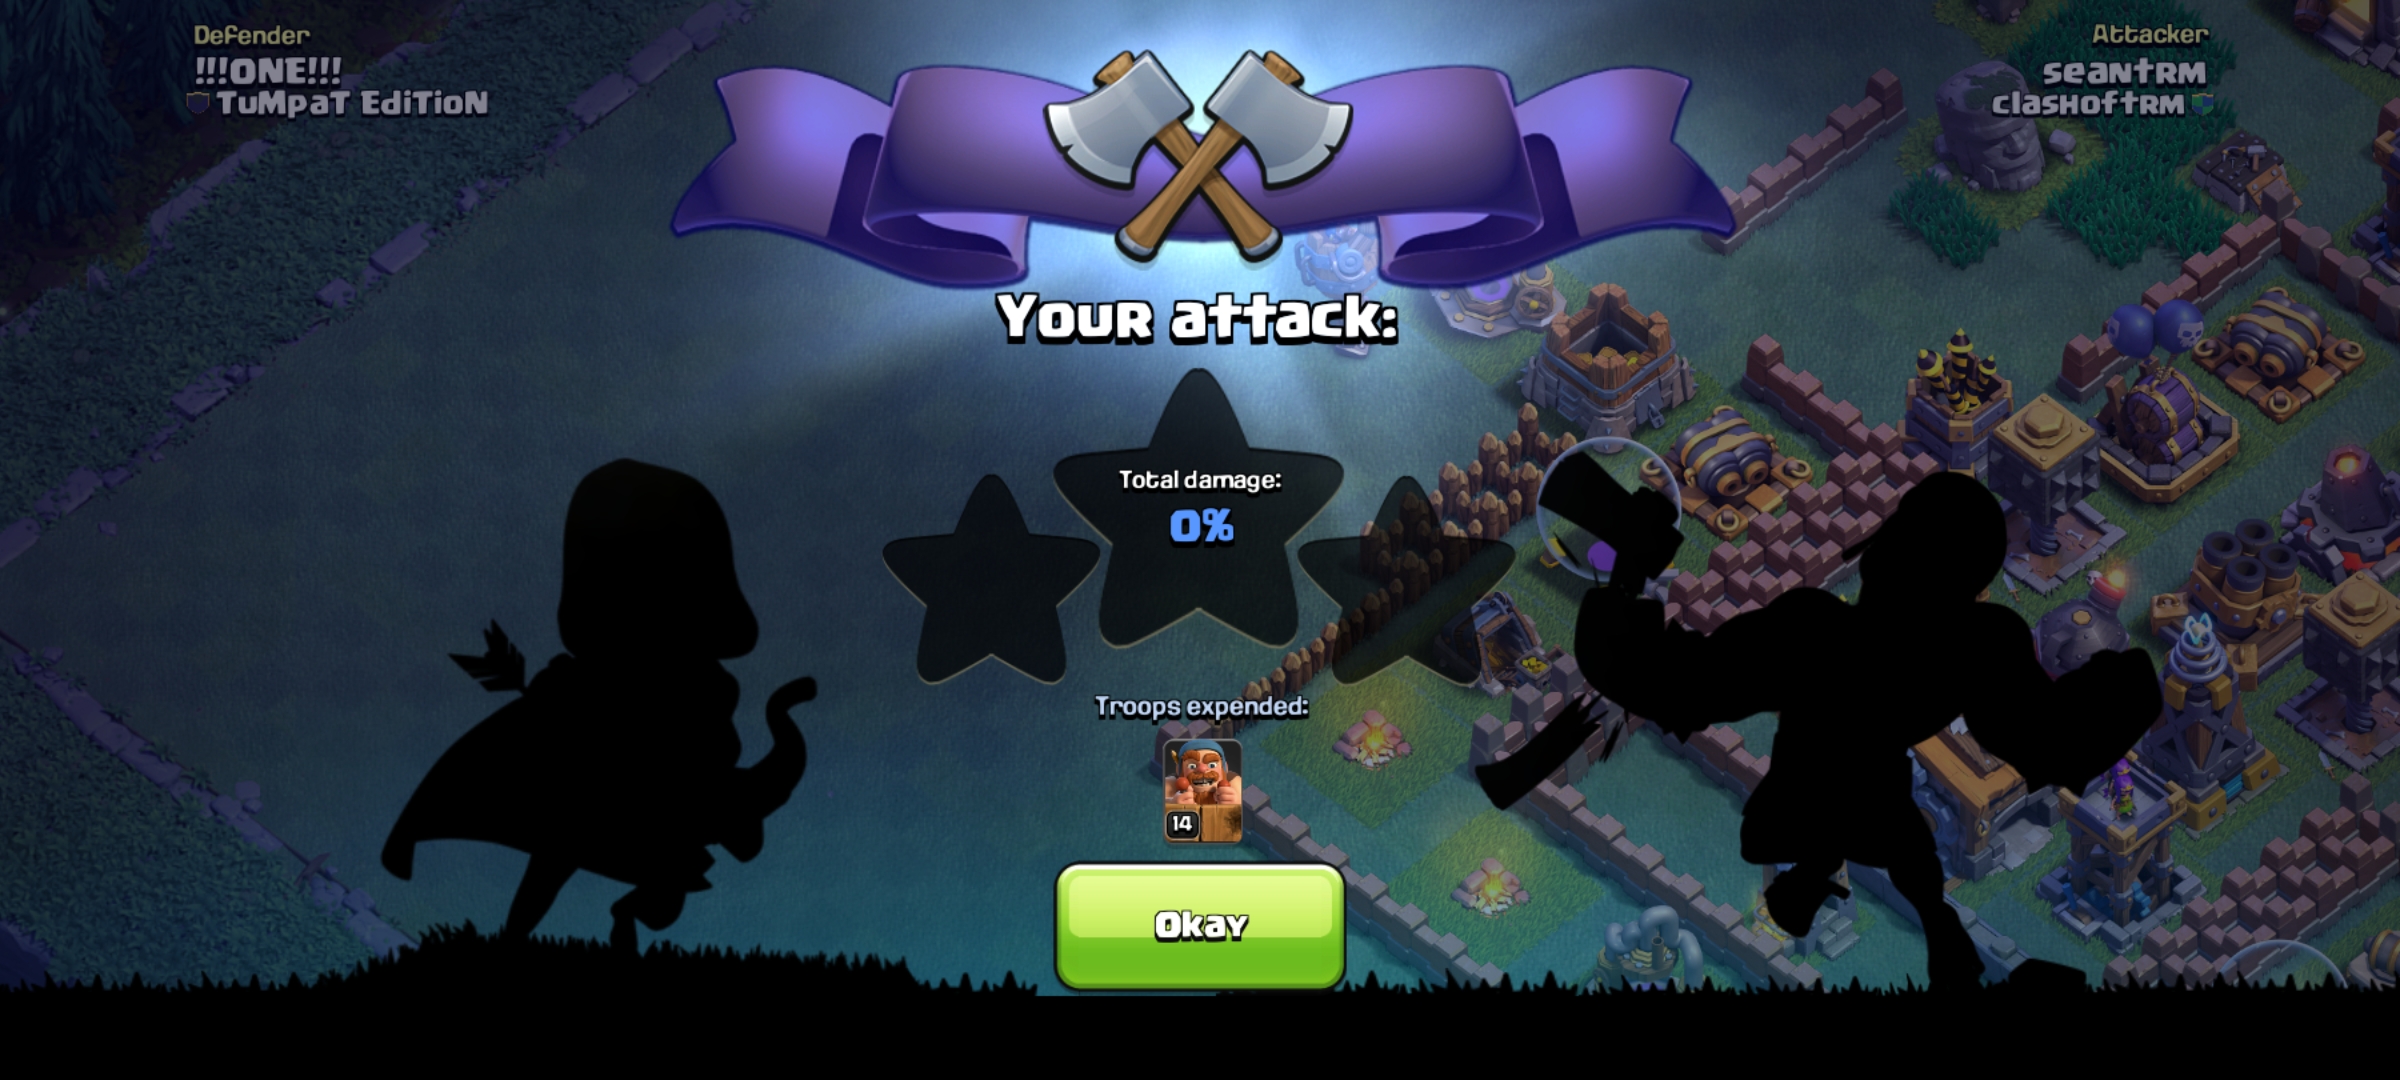 Defender
!!!ONE!!!
TuMpaT EdiTioN
Attacker
seantRM
clashoftRM
Your attack:
Total damage:
0%
Troops expended:
14
Okay